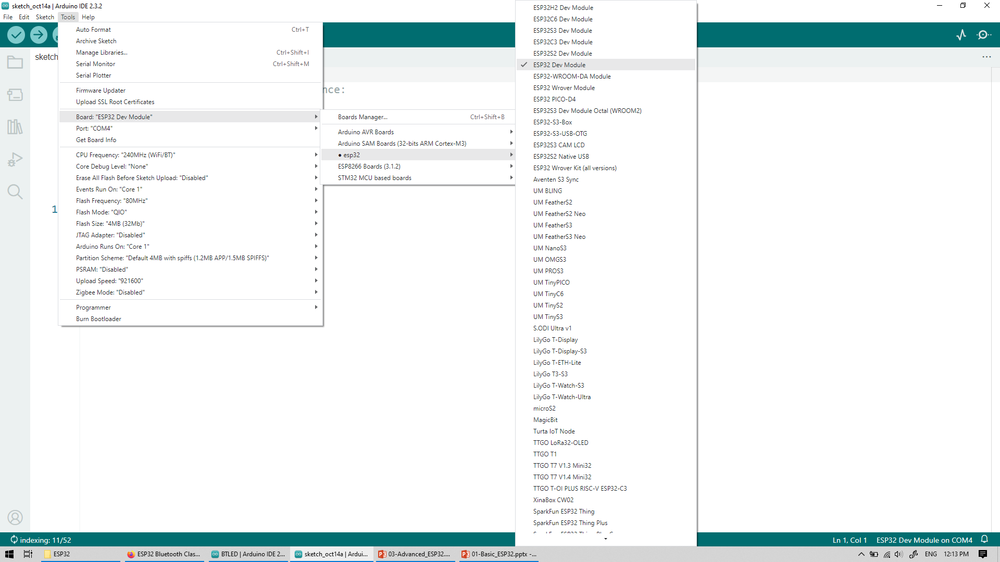 sketch_oct14a | Arduino IDE 2.3.2
File Edit Sketch Tools Help
Auto Format Ctrl+T
Archive Sketch
Manage Libraries... Ctrl+Shift+I
Serial Monitor Ctrl+Shift+M
Serial Plotter
Firmware Updater
Upload SSL Root Certificates
Board: "ESP32 Dev Module"
Port: "COM4"
Get Board Info
CPU Frequency: "240MHz (WiFi/BT)"
Core Debug Level: "None"
Erase All Flash Before Sketch Upload: "Disabled"
Events Run On: "Core 1"
Flash Frequency: "80MHz"
Flash Mode: "QIO"
Flash Size: "4MB (32Mb)"
JTAG Adapter: "Disabled"
Arduino Runs On: "Core 1"
Partition Scheme: "Default 4MB with spiffs (1.2MB APP/1.5MB SPIFFS)"
PSRAM: "Disabled"
Upload Speed: "921600"
Zigbee Mode: "Disabled"
Programmer
Burn Bootloader
sketch
nce:
1
Boards Manager... Ctrl+Shift+B
Arduino AVR Boards
Arduino SAM Boards (32-bits ARM Cortex-M3)
● esp32
ESP8266 Boards (3.1.2)
STM32 MCU based boards
ESP32H2 Dev Module
ESP32C6 Dev Module
ESP32S3 Dev Module
ESP32C3 Dev Module
ESP32S2 Dev Module
ESP32 Dev Module
ESP32-WROOM-DA Module
ESP32 Wrover Module
ESP32 PICO-D4
ESP32S3 Dev Module Octal (WROOM2)
ESP32-S3-Box
ESP32-S3-USB-OTG
ESP32S3 CAM LCD
ESP32S2 Native USB
ESP32 Wrover Kit (all versions)
Aventen S3 Sync
UM BLING
UM FeatherS2
UM FeatherS2 Neo
UM FeatherS3
UM FeatherS3 Neo
UM NanoS3
UM OMGS3
UM PROS3
UM TinyPICO
UM TinyC6
UM TinyS2
UM TinyS3
S.ODI Ultra v1
LilyGo T-Display
LilyGo T-Display-S3
LilyGo T-ETH-Lite
LilyGo T3-S3
LilyGo T-Watch-S3
LilyGo T-Watch-Ultra
microS2
MagicBit
Turta IoT Node
TTGO LoRa32-OLED
TTGO T1
TTGO T7 V1.3 Mini32
TTGO T7 V1.4 Mini32
TTGO T-OI PLUS RISC-V ESP32-C3
XinaBox CW02
SparkFun ESP32 Thing
SparkFun ESP32 Thing Plus
indexing: 11/52
Ln 1, Col 1 ESP32 Dev Module on COM4
ESP32
ESP32 Bluetooth Clas...
BTLED | Arduino IDE 2...
sketch_oct14a | Ardui...
03-Advanced_ESP32....
01-Basic_ESP32.pptx -...
ENG 12:13 PM